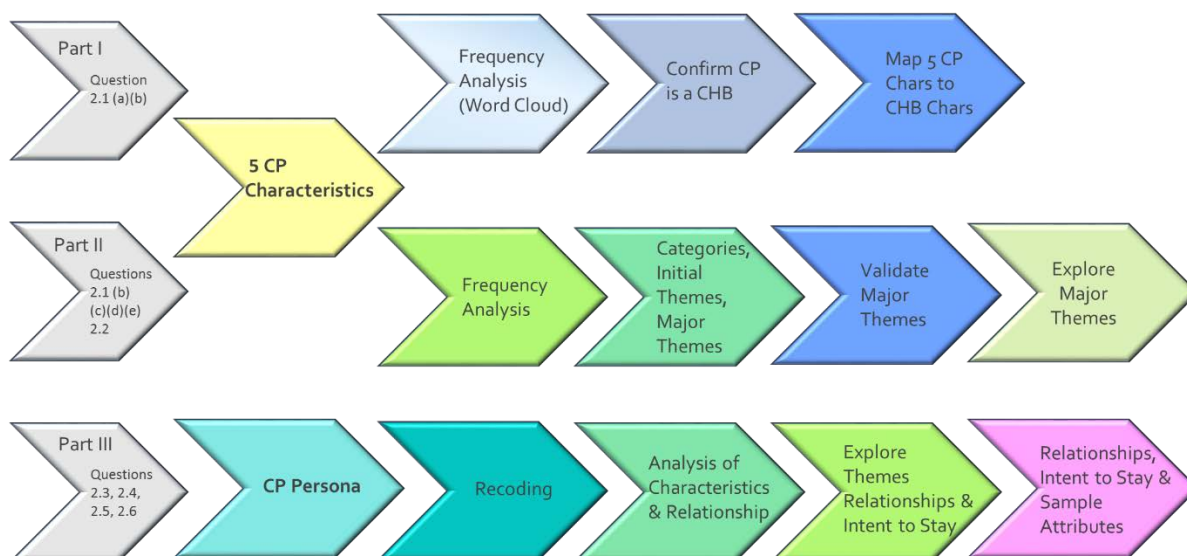 Part I
Question
2.1 (a)(b)
Frequency
Analysis
(Word Cloud)
Confirm CP
is a CHB
Map 5 CP
Chars to
CHB Chars
5 CP
Characteristics
Part II
Questions
2.1 (b)
(c)(d)(e)
2.2
Frequency
Analysis
Categories,
Initial
Themes,
Major
Themes
Validate
Major
Themes
Explore
Major
Themes
Part III
Questions
2.3, 2.4,
2.5, 2.6
CP Persona
Recoding
Analysis of
Characteristics
& Relationship
Explore
Themes
Relationships &
Intent to Stay
Relationships,
Intent to Stay &
Sample
Attributes